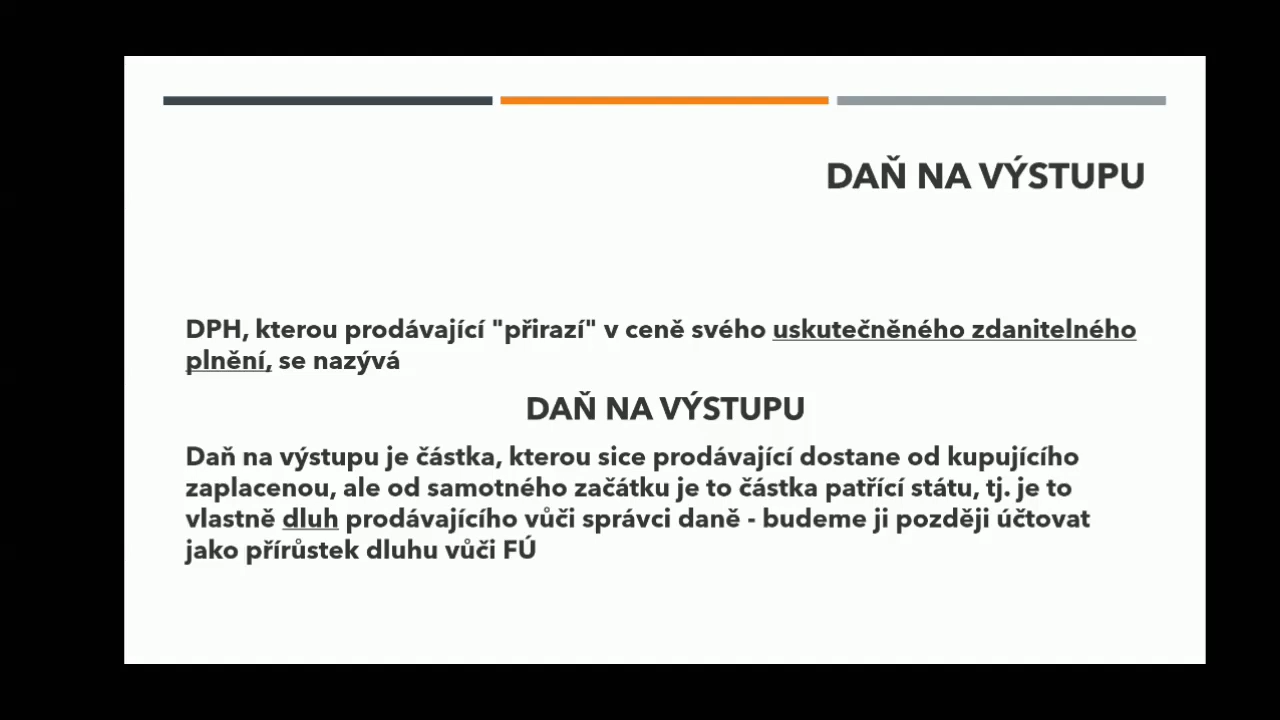 DAŇ NA VÝSTUPU
DPH, kterou prodávající "přirazí" v ceně svého uskutečněného zdanitelného
plnění, se nazývá
DAŇ NA VÝSTUPU
Daň na výstupu je částka, kterou sice prodávající dostane od kupujícího
zaplacenou, ale od samotného začátku je to částka patřící státu, tj. je to
vlastně dluh prodávajícího vůči správci daně - budeme ji později účtovat
jako přírůstek dluhu vůči FÚ